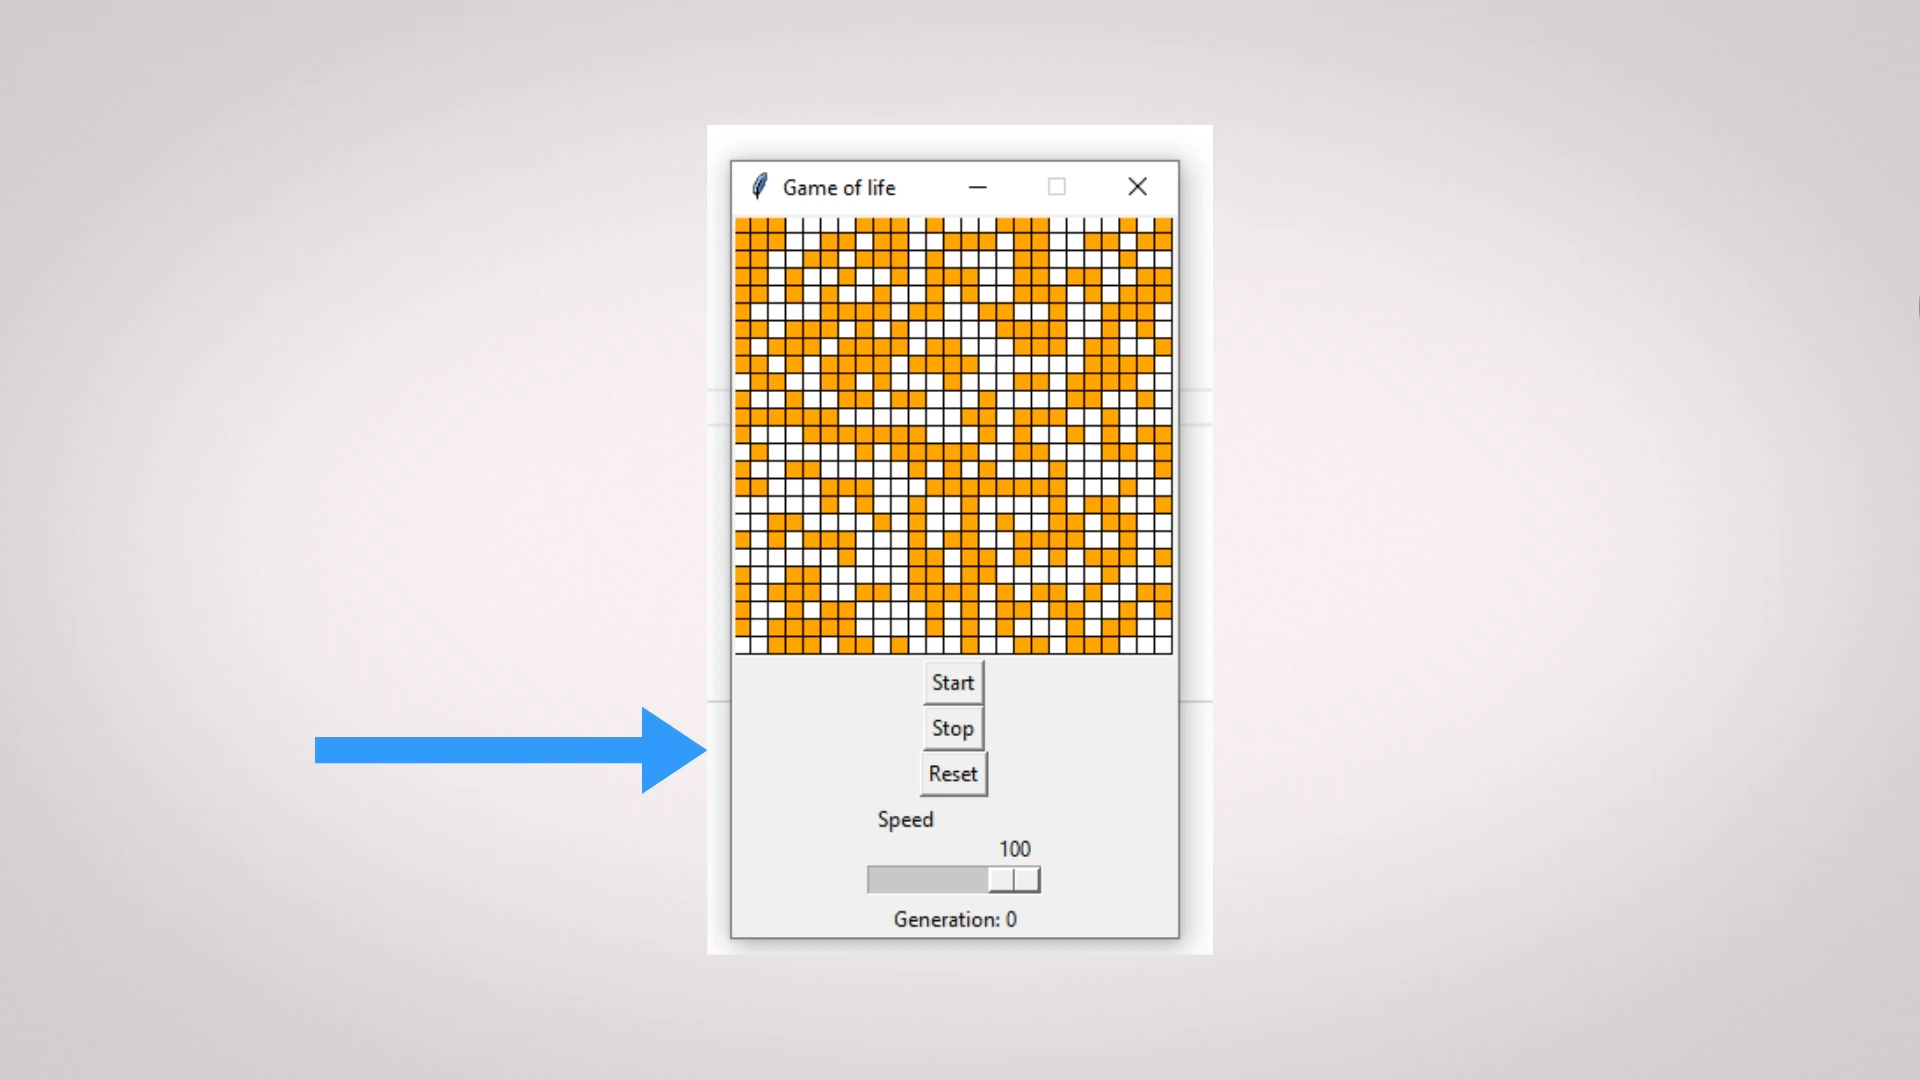 Game of life
Start
Stop
Reset
Speed
100
Generation: 0